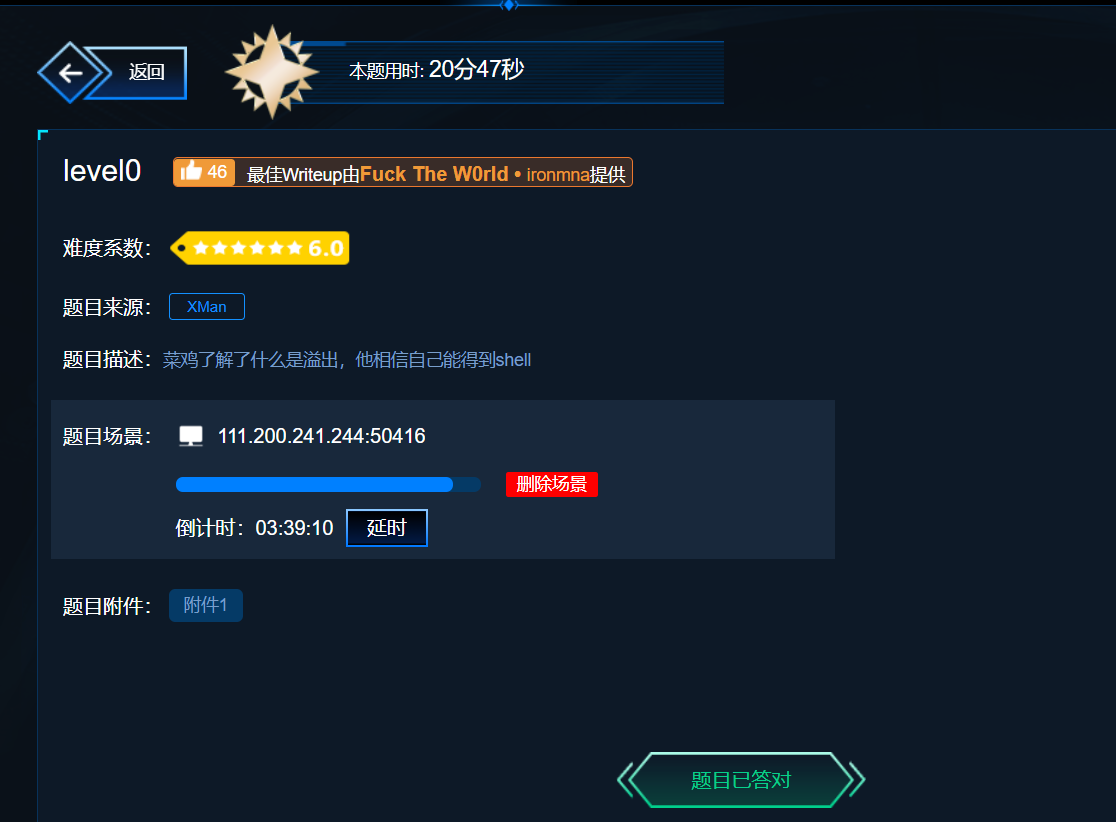 返回
本题用时: 20分47秒
level0
46 最佳Writeup由Fuck The W0rld • ironmna提供
难度系数： 6.0
题目来源： XMan
题目描述： 菜鸡了解了什么是溢出，他相信自己能得到shell
题目场景： 111.200.241.244:50416
删除场景
倒计时：03:39:10 延时
题目附件： 附件1
题目已答对